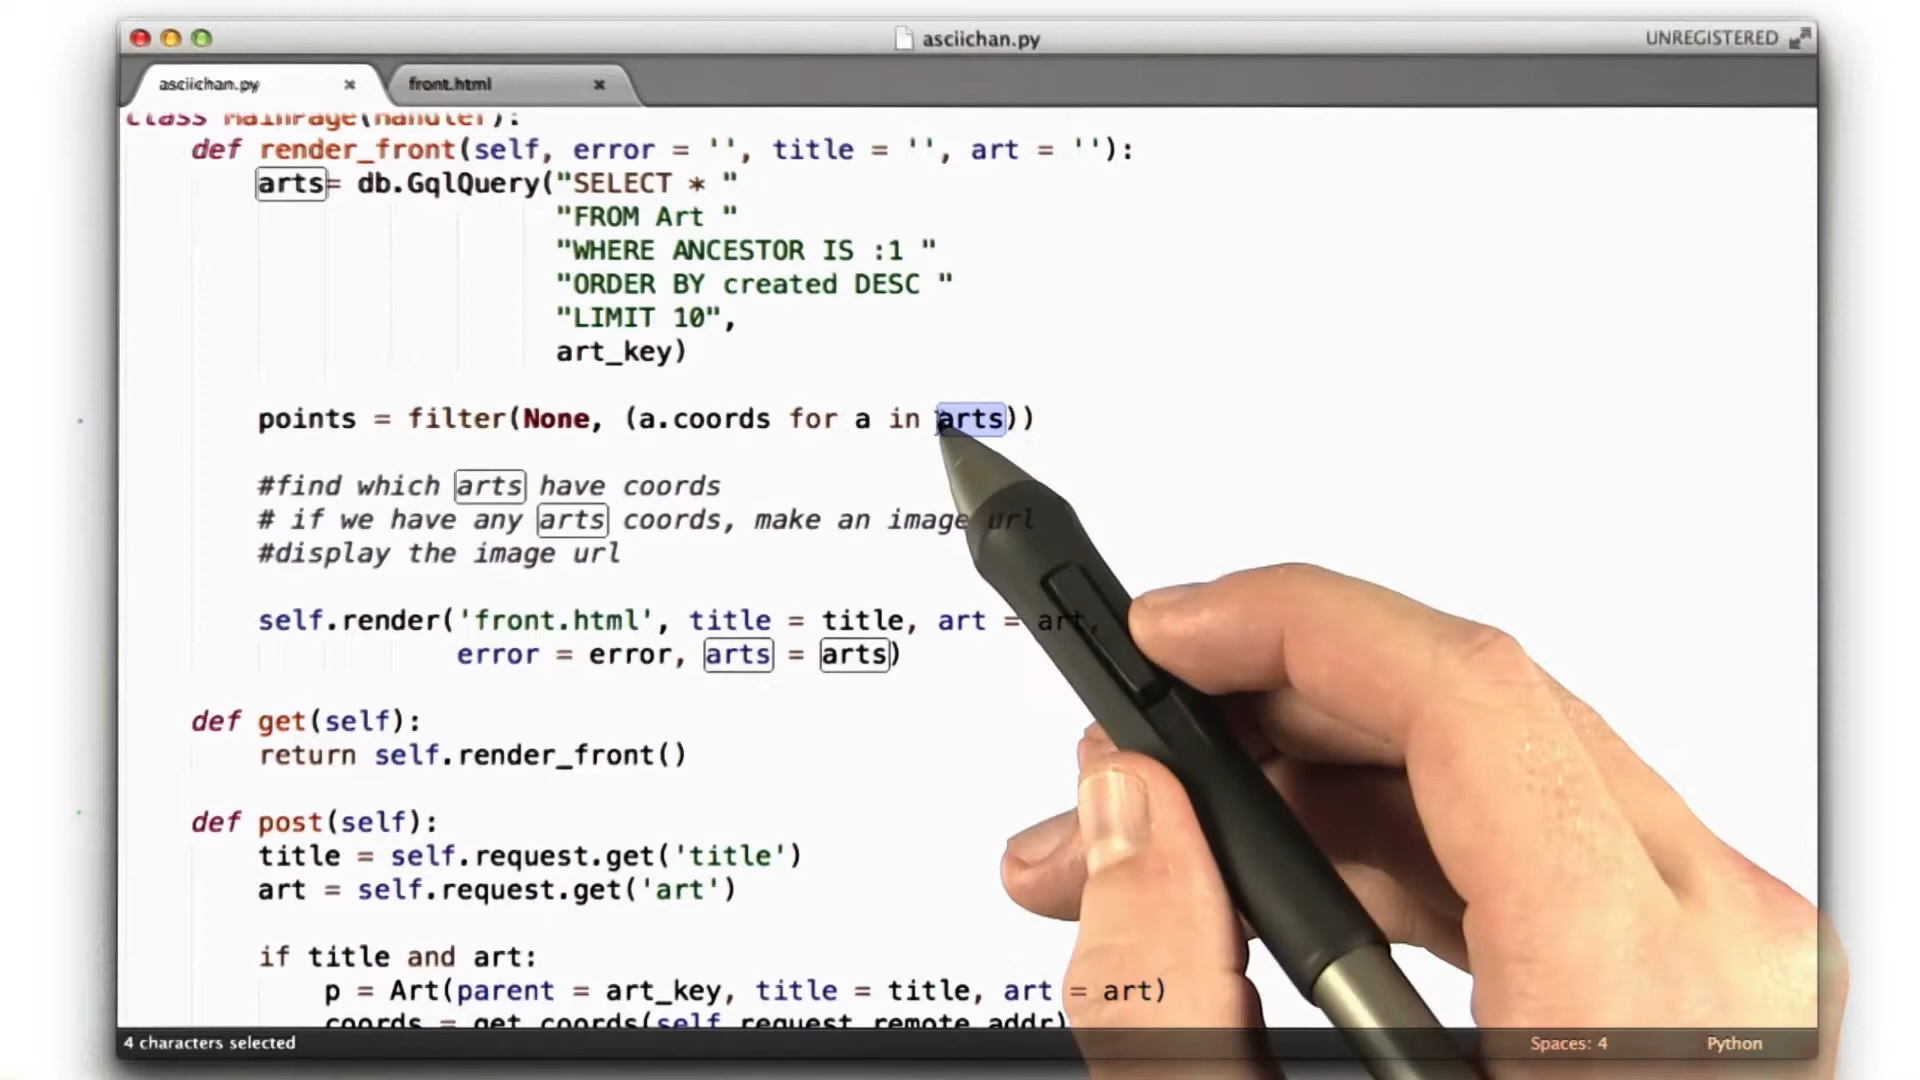 asciichan.py
UNREGISTERED
asciichan.py
front.html
class MainPage(Handler):
def render_front(self, error = '', title = '', art = ''):
arts= db.GqlQuery("SELECT * "
"FROM Art "
"WHERE ANCESTOR IS :1 "
"ORDER BY created DESC "
"LIMIT 10",
art_key)
points = filter(None, (a.coords for a in arts))
#find which arts have coords
# if we have any arts coords, make an image url
#display the image url
self.render('front.html', title = title, art = art,
error = error, arts = arts)
def get(self):
return self.render_front()
def post(self):
title = self.request.get('title')
art = self.request.get('art')
if title and art:
p = Art(parent = art_key, title = title, art = art)
coords = get_coords(self.request.remote_addr)
4 characters selected
Spaces: 4
Python